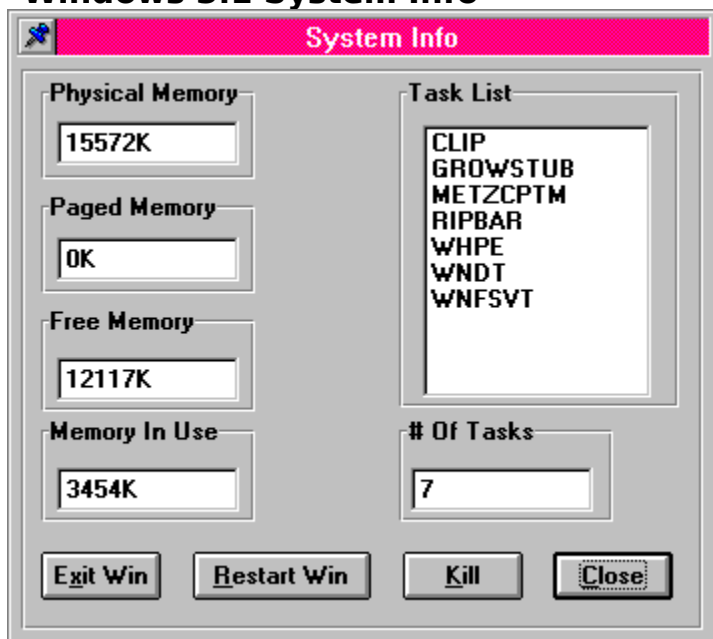 Windows 3.1 System Info
System Info
Physical Memory
15572K
Paged Memory
0K
Free Memory
12117K
Memory In Use
3454K
Task List
CLIP
GROWSTUB
METZCPTM
RIPBAR
WHPE
WNDT
WNFSVT
# Of Tasks
7
Exit Win
Restart Win
Kill
Close